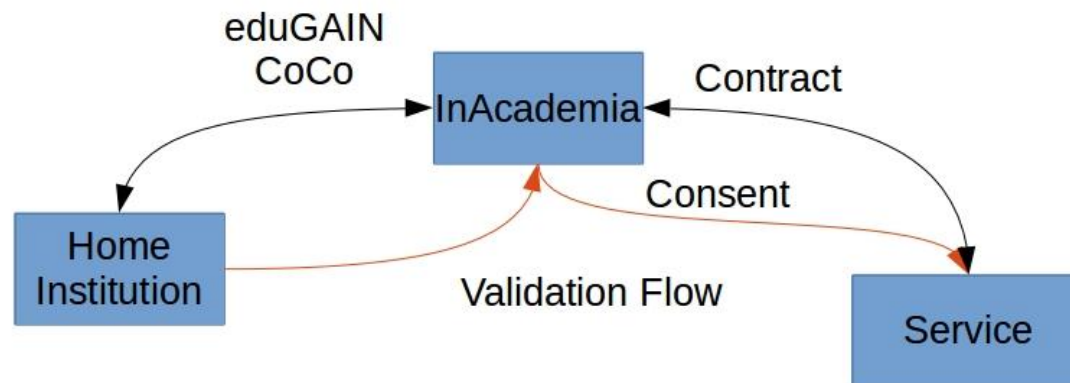 eduGAIN
CoCo
InAcademia
Contract
Consent
Home
Institution
Validation Flow
Service